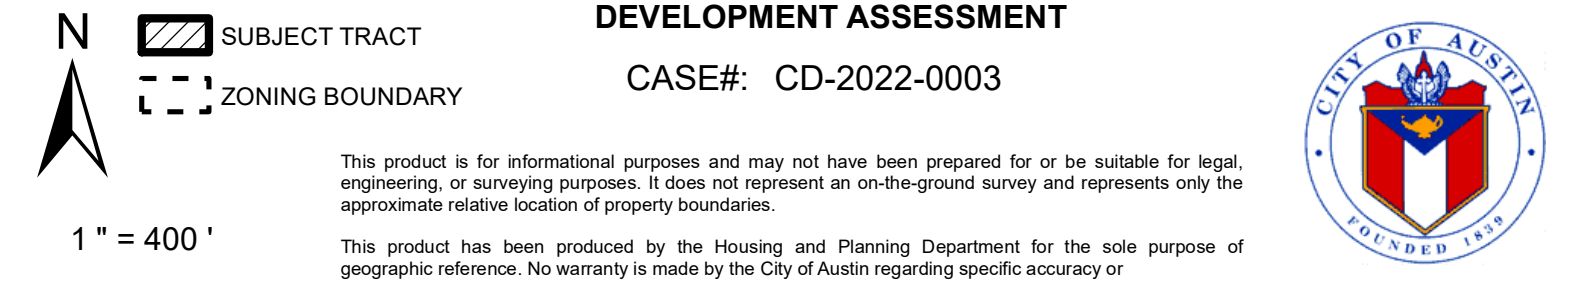 N
SUBJECT TRACT
ZONING BOUNDARY
1 " = 400 '
DEVELOPMENT ASSESSMENT
CASE#: CD-2022-0003
This product is for informational purposes and may not have been prepared for or be suitable for legal,
engineering, or surveying purposes. It does not represent an on-the-ground survey and represents only the
approximate relative location of property boundaries.
This product has been produced by the Housing and Planning Department for the sole purpose of
geographic reference. No warranty is made by the City of Austin regarding specific accuracy or
CITY OF AUSTIN
FOUNDED 1839